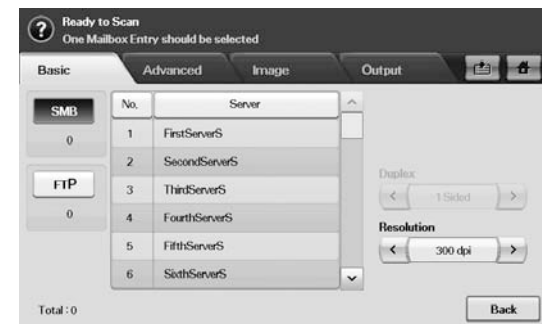 Ready to Scan
One Mailbox Entry should be selected
Basic Advanced Image Output
SMB
0
FTP
0
No. Server
1 FirstServerS
2 SecondServerS
3 ThirdServerS
4 FourthServerS
5 FifthServerS
6 SixthServerS
Duplex
1 Sided
Resolution
300 dpi
Total : 0
Back